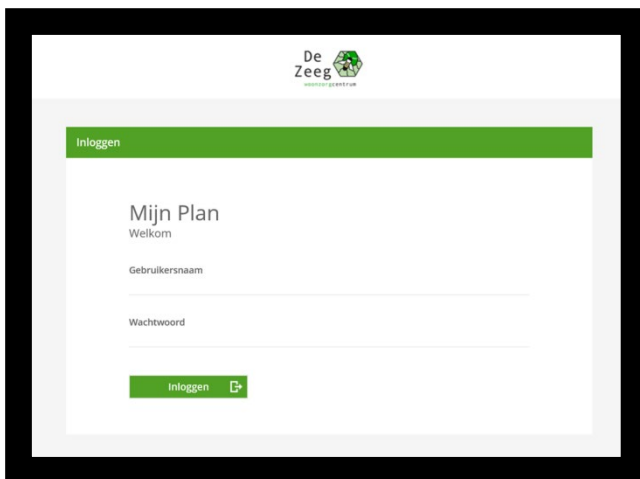 De
Zeeg
woonzorgcentrum
Inloggen
Mijn Plan
Welkom
Gebruikersnaam
Wachtwoord
Inloggen